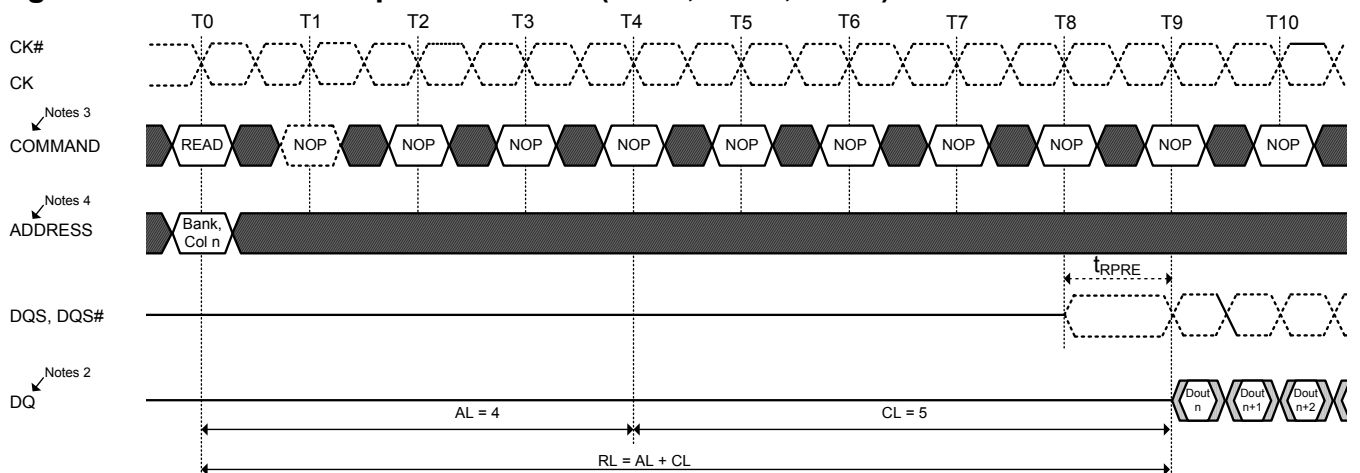 T0 T1 T2 T3 T4 T5 T6 T7 T8 T9 T10
CK#
CK
Notes 3
COMMAND READ NOP NOP NOP NOP NOP NOP NOP NOP NOP NOP
Notes 4
ADDRESS
Bank,
Col n
tRPRE
DQS, DQS#
Notes 2
DQ
Dout
n
Dout
n+1
Dout
n+2
AL = 4 CL = 5
RL = AL + CL